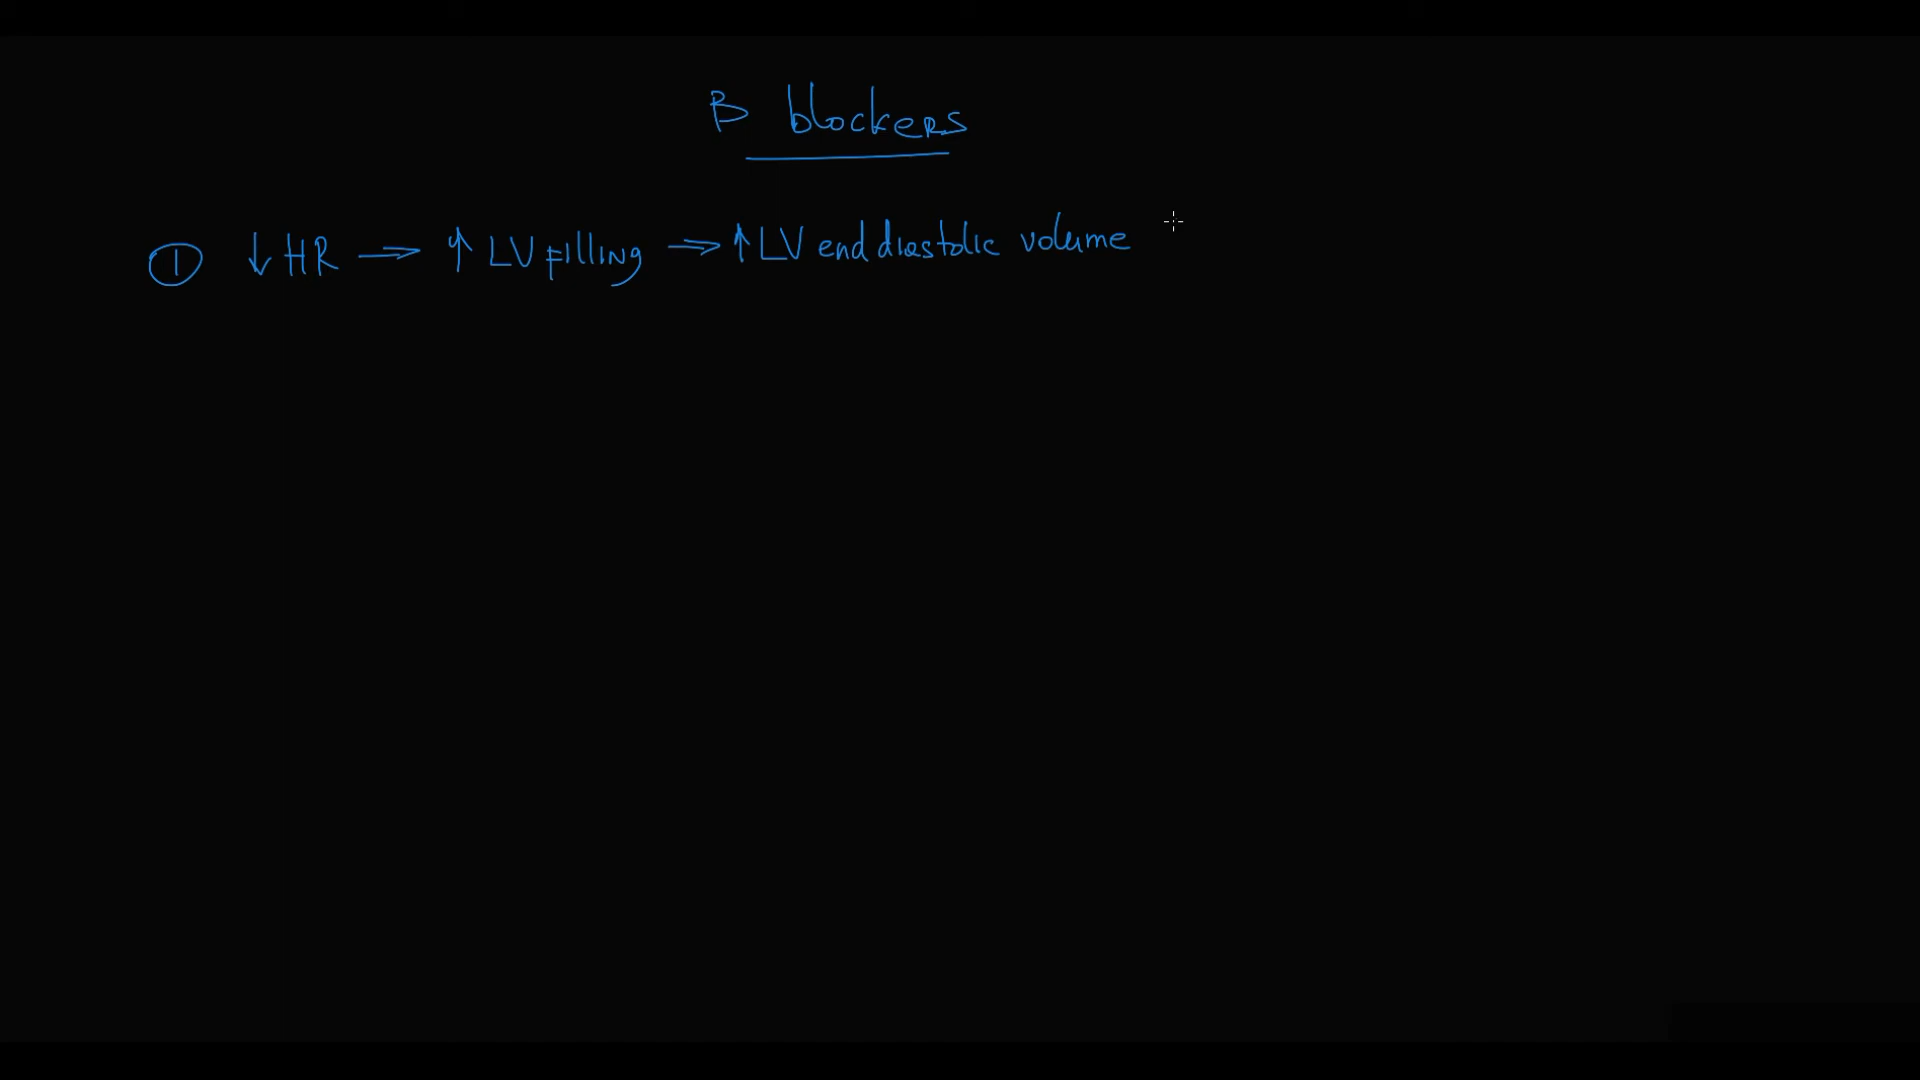 B blockers
① ↓ HR → ↑ LV filling → ↑ LV end diastolic volume